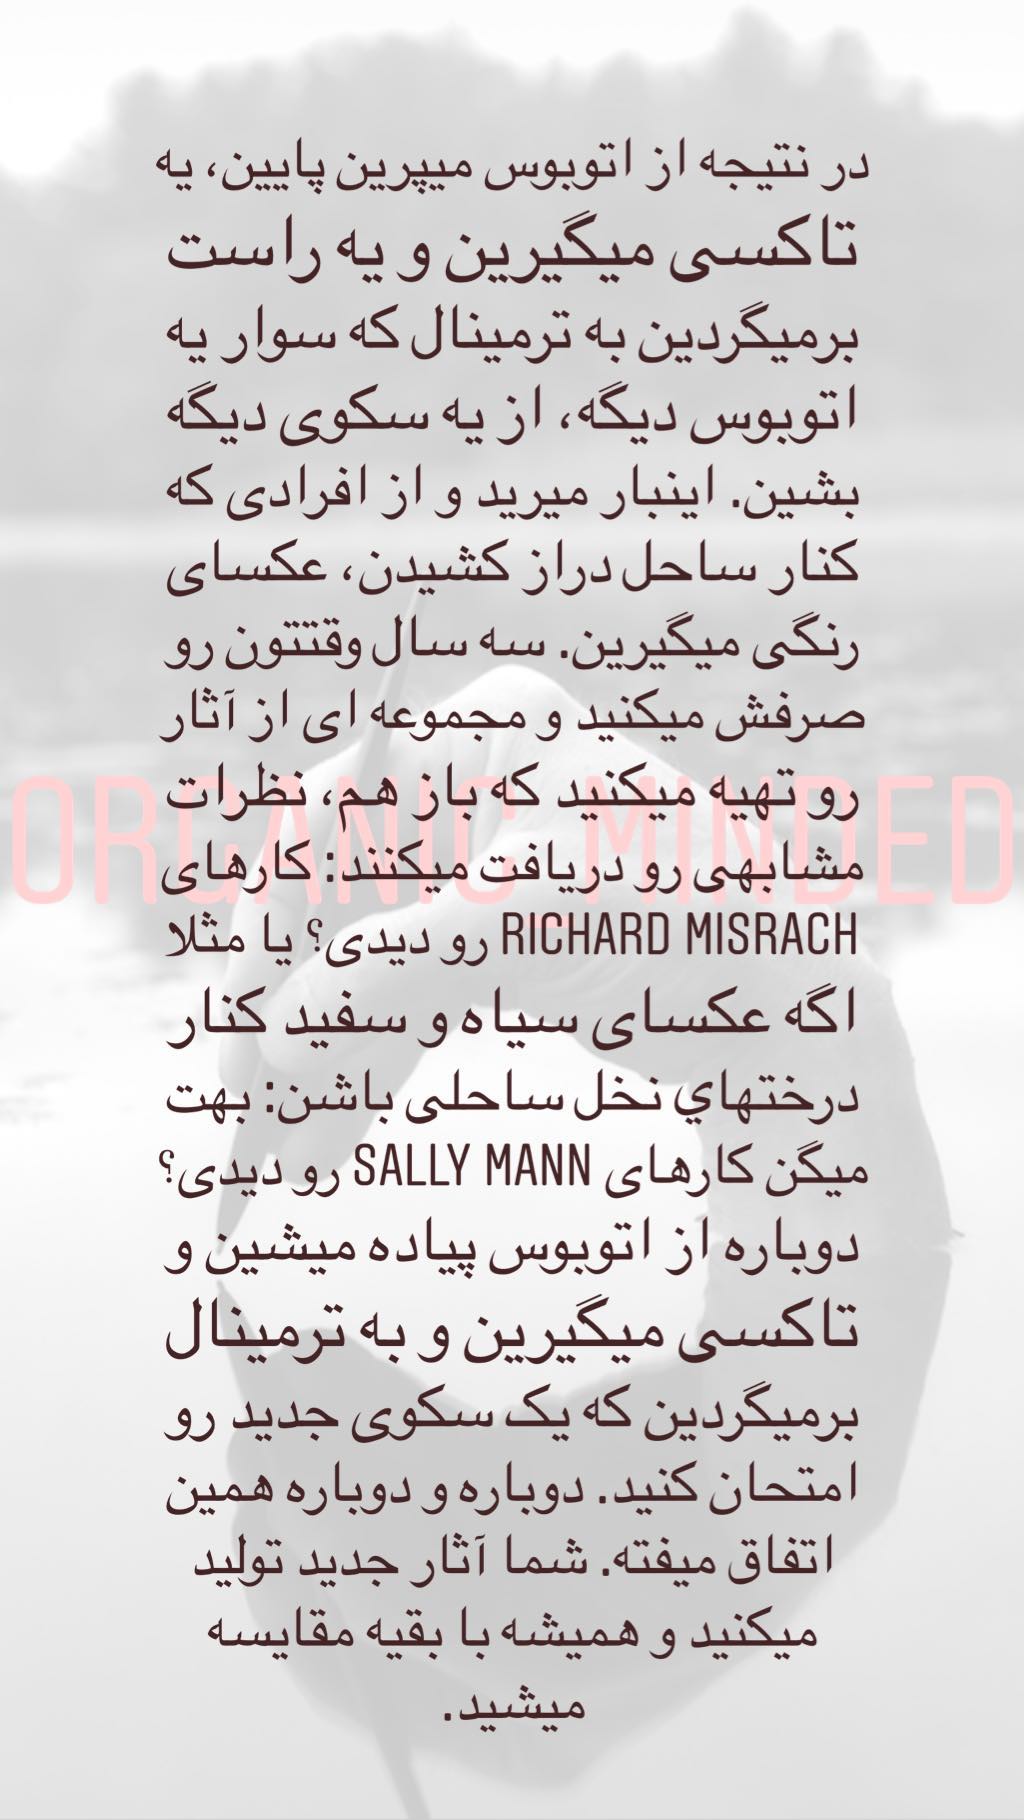 در نتیجه از اتوبوس میپرین پایین، یه
تاکسی میگیرین و یه راست
برمیگردین به ترمینال که سوار یه
اتوبوس دیگه، از یه سکوی دیگه
بشین. اینبار میرید و از افرادی که
کنار ساحل دراز کشیدن، عکسای
رنگی میگیرین. سه سال وقتتون رو
صرفش میکنید و مجموعه ای از آثار
رو تهیه میکنید که باز هم، نظرات
ORGANIC_MINDED
مشابهی رو دریافت میکنند: کارهای
RICHARD MISRACH رو دیدی؟ یا مثلا
اگه عکسای سیاه و سفید کنار
درختهاي نخل ساحلی باشن: بهت
میگن کارهای SALLY MANN رو دیدی؟
دوباره از اتوبوس پیاده میشین و
تاکسی میگیرین و به ترمینال
برمیگردین که یک سکوی جدید رو
امتحان کنید. دوباره و دوباره همین
اتفاق میفته. شما آثار جدید تولید
میکنید و همیشه با بقیه مقایسه
میشید.